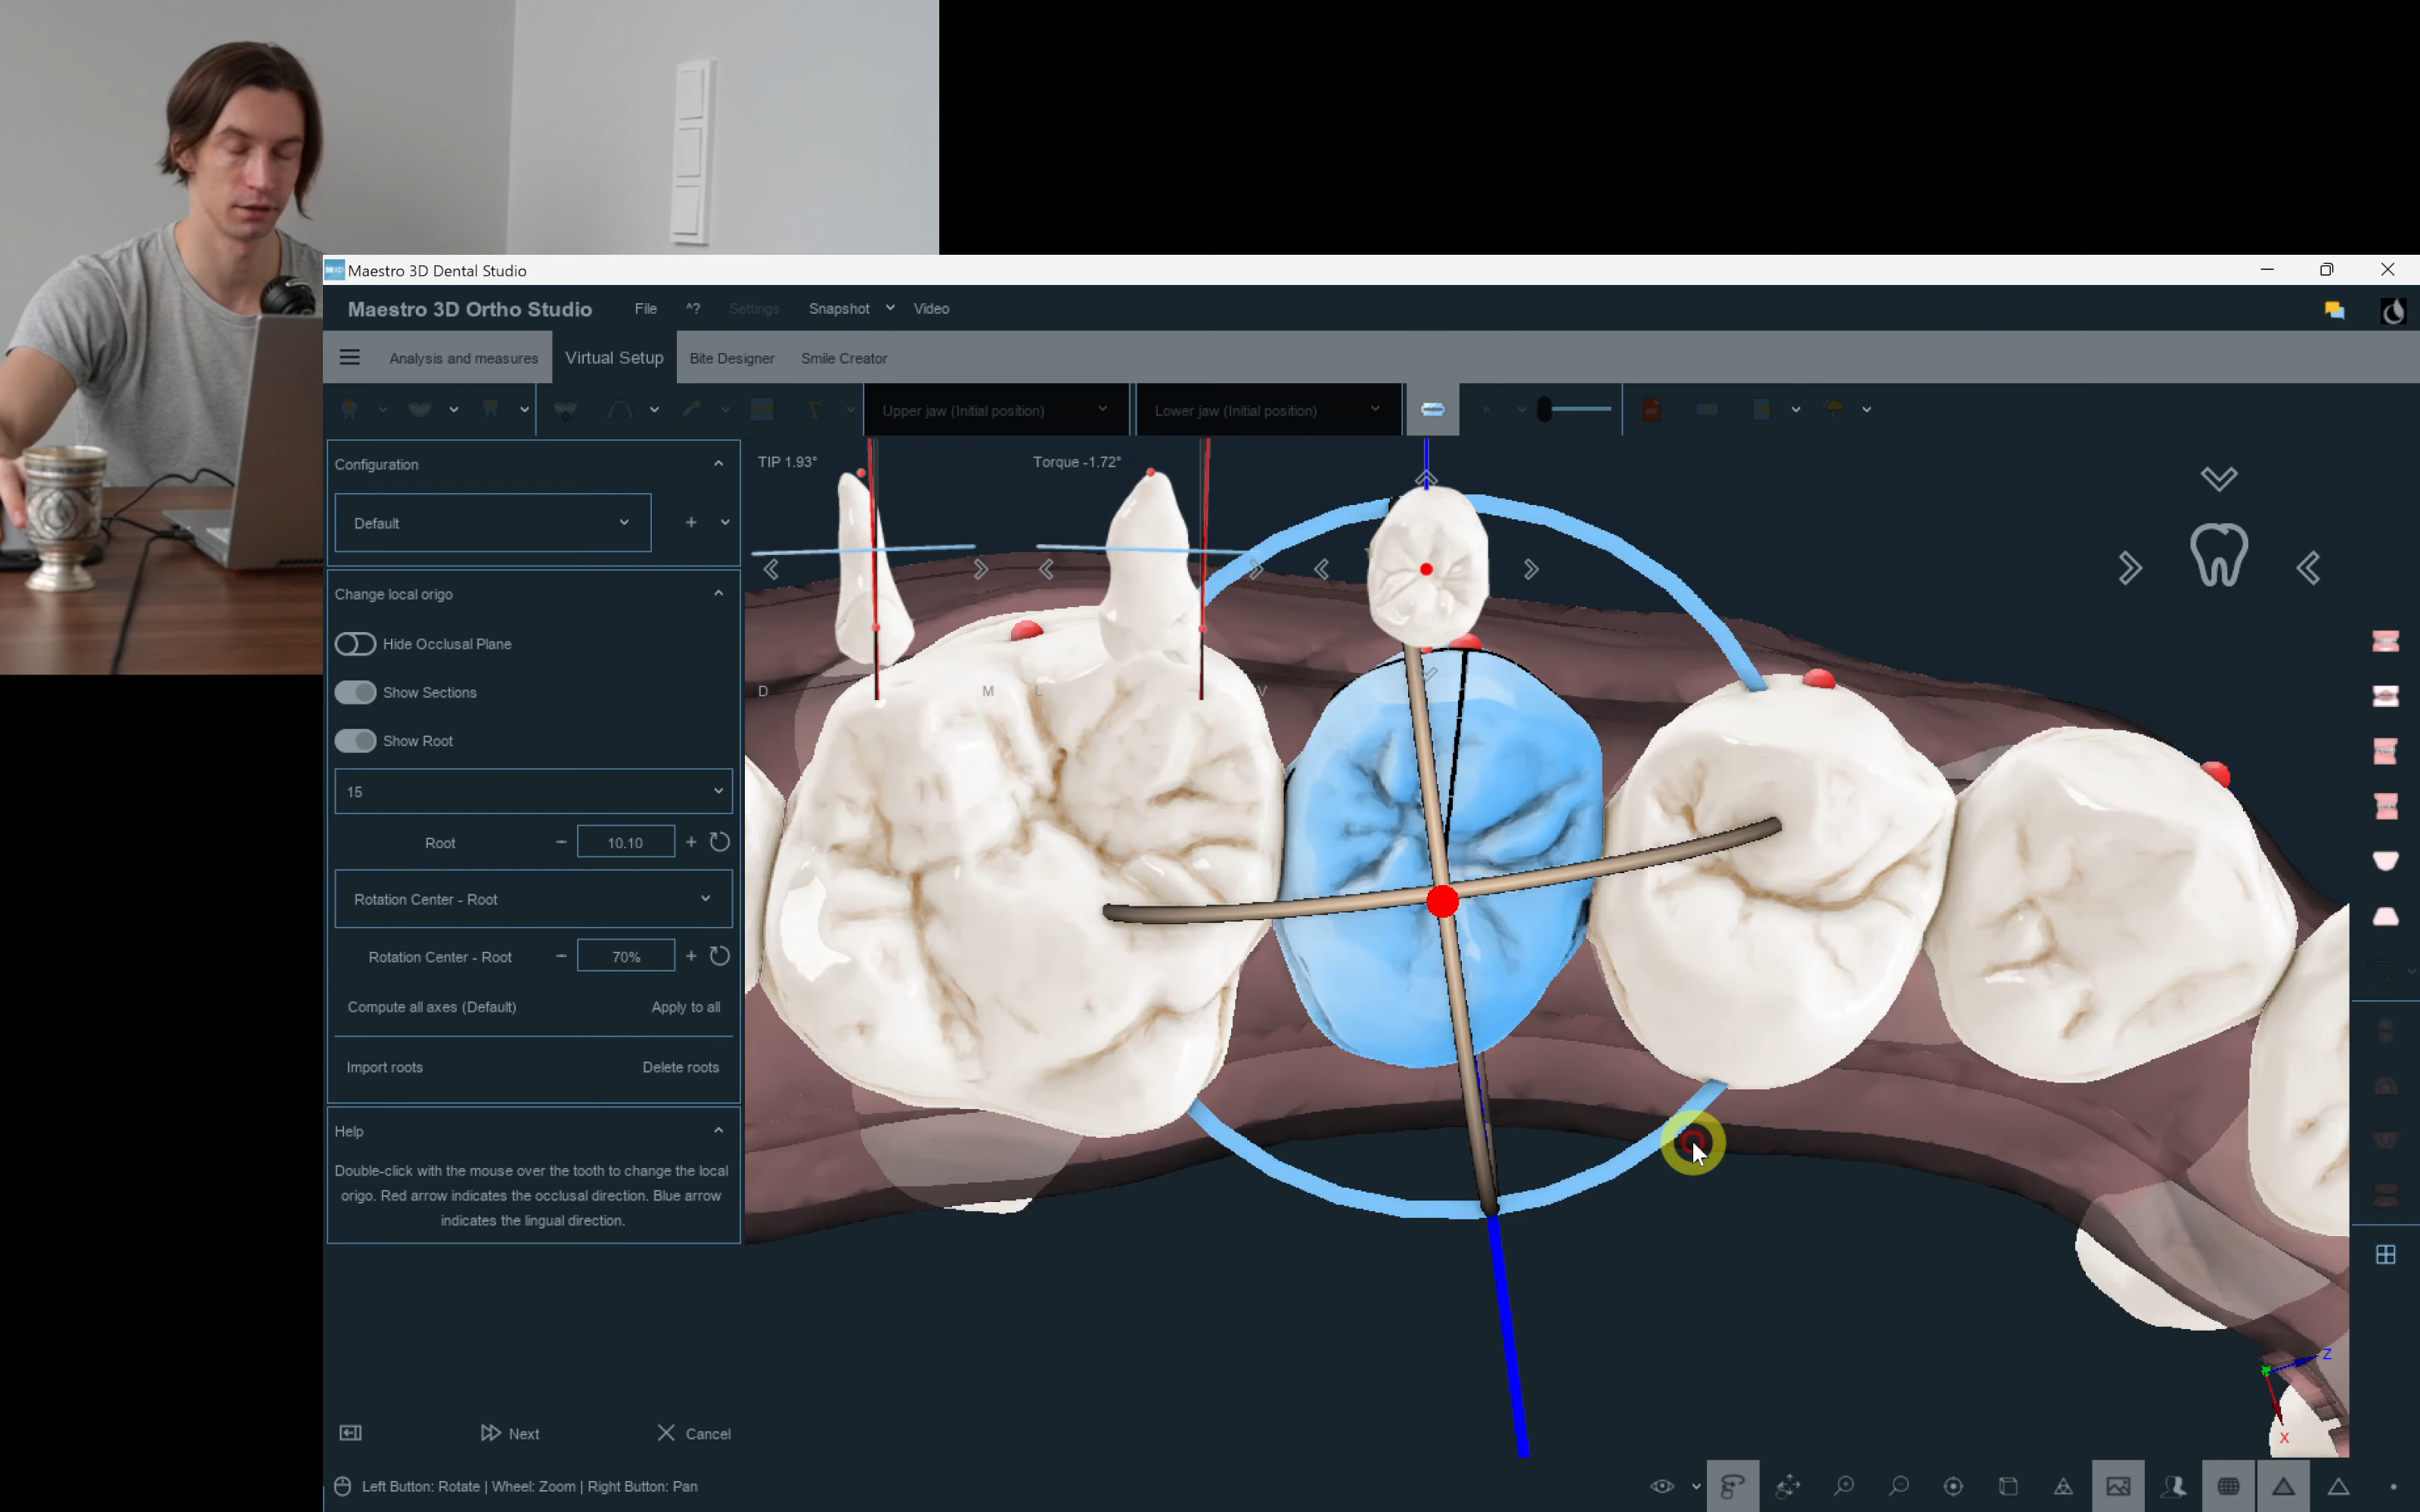 Maestro 3D Dental Studio
Maestro 3D Ortho Studio File ^? Settings Snapshot Video
Analysis and measures Virtual Setup Bite Designer Smile Creator
Upper jaw (Initial position) Lower jaw (Initial position)
Configuration
Default
Change local origo
Hide Occlusal Plane
Show Sections
Show Root
15
Root 10.10
Rotation Center - Root
Rotation Center - Root 70%
Compute all axes (Default) Apply to all
Import roots Delete roots
Help
Double-click with the mouse over the tooth to change the local
origo. Red arrow indicates the occlusal direction. Blue arrow
indicates the lingual direction.
Next Cancel
Left Button: Rotate | Wheel: Zoom | Right Button: Pan
TIP 1.93° Torque -1.72°
D M L V
Z
X